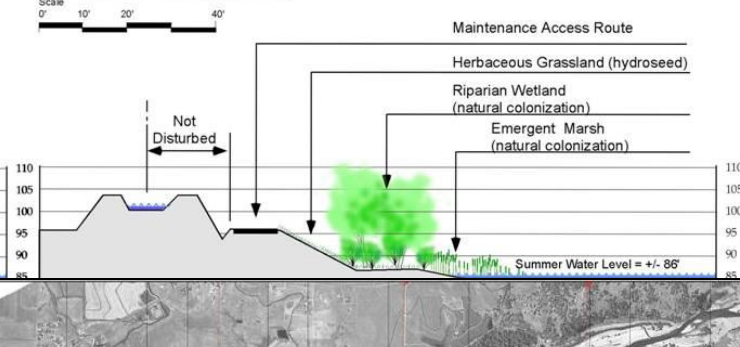 Scale
0' 10' 20' 40'
Maintenance Access Route
Herbaceous Grassland (hydroseed)
Riparian Wetland
(natural colonization)
Emergent Marsh
(natural colonization)
Not
Disturbed
110
105
100
95
90
85
110
105
100
95
90
85
Summer Water Level = +/- 86'